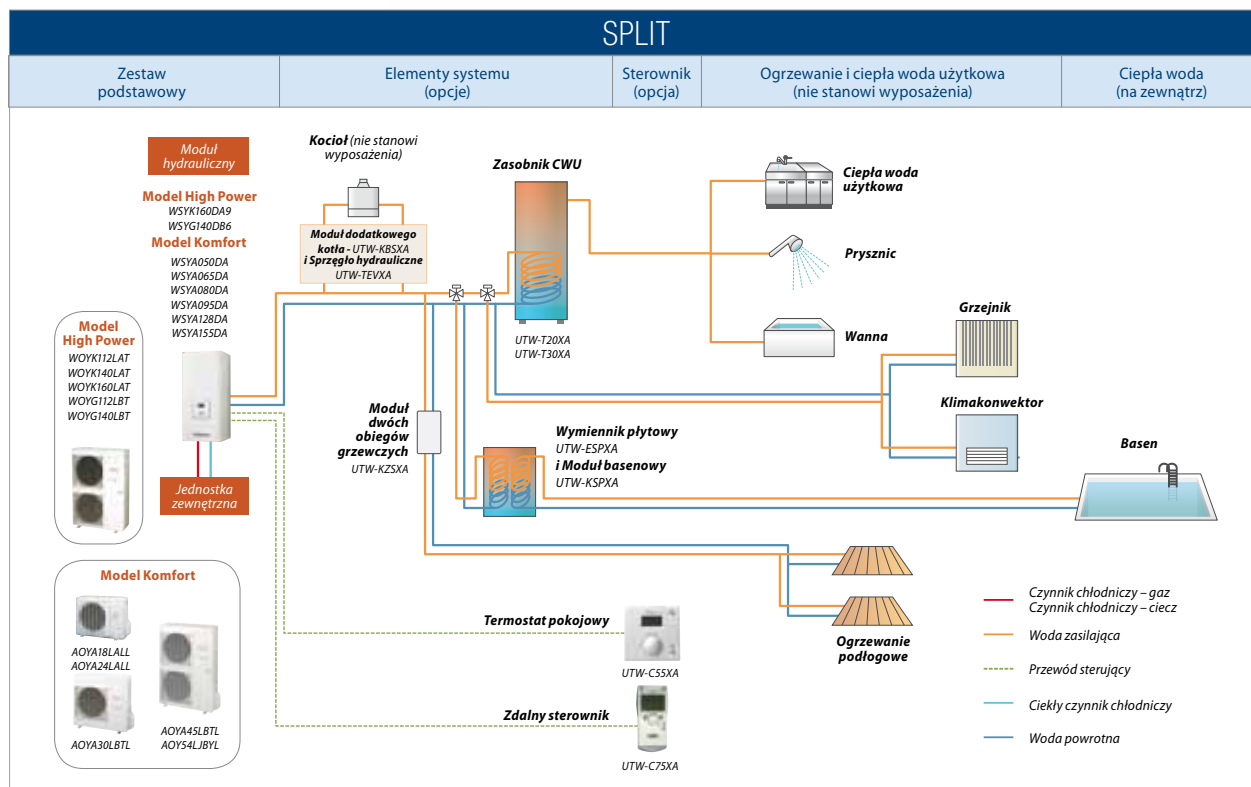 SPLIT
Zestaw
podstawowy
Elementy systemu
(opcje)
Sterownik
(opcja)
Ogrzewanie i ciepła woda użytkowa
(nie stanowi wyposażenia)
Ciepła woda
(na zewnątrz)
Moduł
hydrauliczny
Model High Power
WSYK160DA9
WSYG140DB6
Model Komfort
WSYA050DA
WSYA065DA
WSYA080DA
WSYA095DA
WSYA128DA
WSYA155DA
Model
High Power
WOYK112LAT
WOYK140LAT
WOYK160LAT
WOYG112LBT
WOYG140LBT
Jednostka
zewnętrzna
Model Komfort
AOYA18LALL
AOYA24LALL
AOYA30LBTL
AOYA45LBTL
AOY54LJBYL
Kocioł (nie stanowi
wyposażenia)
Moduł dodatkowego
kotła - UTW-KBSXA
i Sprzęgło hydrauliczne
UTW-TEVXA
Zasobnik CWU
UTW-T20XA
UTW-T30XA
Moduł
dwóch
obiegów
grzewczych
UTW-KZSXA
Wymiennik płytowy
UTW-ESPXA
i Moduł basenowy
UTW-KSPXA
Termostat pokojowy
UTW-C55XA
Zdalny sterownik
UTW-C75XA
Ciepła woda
użytkowa
Prysznic
Wanna
Grzejnik
Klimakonwektor
Basen
Ogrzewanie
podłogowe
Czynnik chłodniczy – gaz
Czynnik chłodniczy – ciecz
Woda zasilająca
Przewód sterujący
Ciekły czynnik chłodniczy
Woda powrotna